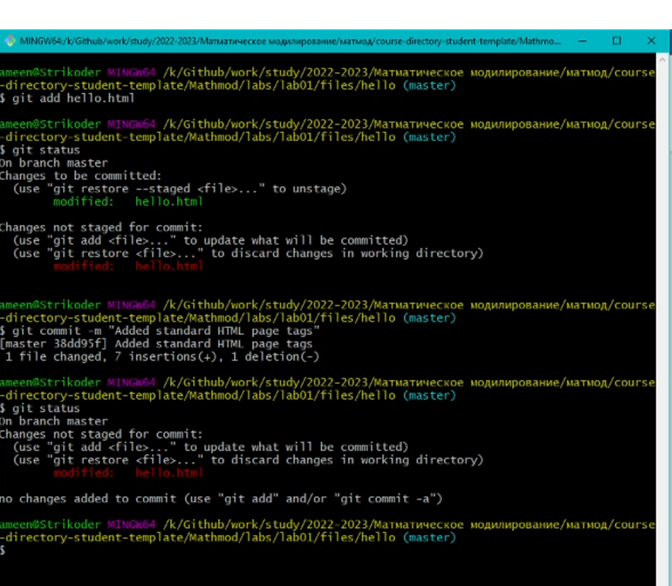 MINGW64:/k/Github/work/study/2022-2023/Матматическое модилирование/матмод/course-directory-student-template/Mathmo...
ameen@Strikoder MINGW64 /k/Github/work/study/2022-2023/Матматическое модилирование/матмод/course
-directory-student-template/Mathmod/labs/lab01/files/hello (master)
$ git add hello.html
ameen@Strikoder MINGW64 /k/Github/work/study/2022-2023/Матматическое модилирование/матмод/course
-directory-student-template/Mathmod/labs/lab01/files/hello (master)
$ git status
On branch master
Changes to be committed:
(use "git restore --staged <file>..." to unstage)
modified: hello.html
Changes not staged for commit:
(use "git add <file>..." to update what will be committed)
(use "git restore <file>..." to discard changes in working directory)
modified: hello.html
ameen@Strikoder MINGW64 /k/Github/work/study/2022-2023/Матматическое модилирование/матмод/course
-directory-student-template/Mathmod/labs/lab01/files/hello (master)
$ git commit -m "Added standard HTML page tags"
[master 38dd95f] Added standard HTML page tags
1 file changed, 7 insertions(+), 1 deletion(-)
ameen@Strikoder MINGW64 /k/Github/work/study/2022-2023/Матматическое модилирование/матмод/course
-directory-student-template/Mathmod/labs/lab01/files/hello (master)
$ git status
On branch master
Changes not staged for commit:
(use "git add <file>..." to update what will be committed)
(use "git restore <file>..." to discard changes in working directory)
modified: hello.html
no changes added to commit (use "git add" and/or "git commit -a")
ameen@Strikoder MINGW64 /k/Github/work/study/2022-2023/Матматическое модилирование/матмод/course
-directory-student-template/Mathmod/labs/lab01/files/hello (master)
$